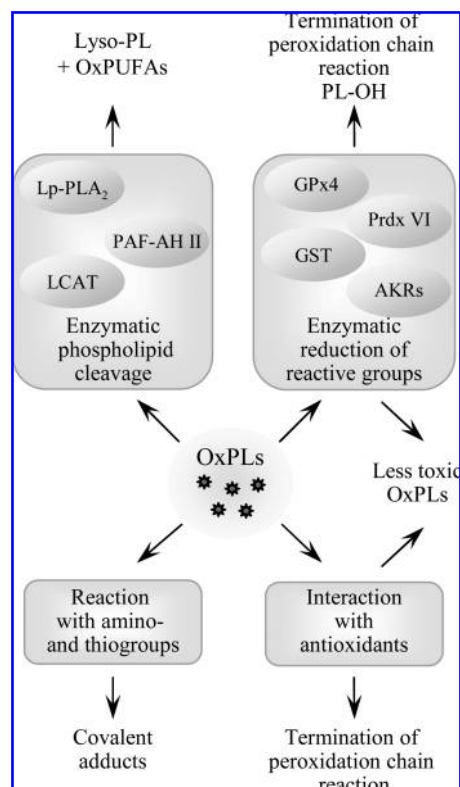 Lyso-PL
+ OxPUFAs
Termination of
peroxidation chain
reaction
PL-OH
Lp-PLA2
PAF-AH II
LCAT
Enzymatic
phospholipid
cleavage
GPx4
Prdx VI
GST
AKRs
Enzymatic
reduction of
reactive groups
OxPLs
Less toxic
OxPLs
Reaction
with amino-
and thiogroups
Interaction
with
antioxidants
Covalent
adducts
Termination of
peroxidation chain
reaction